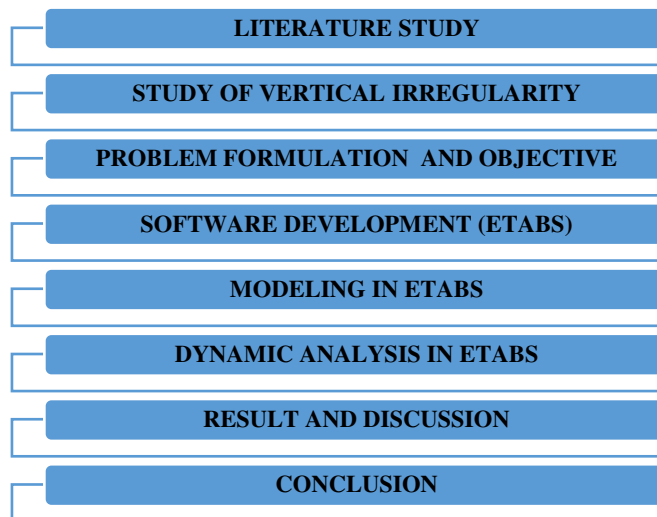 LITERATURE STUDY
STUDY OF VERTICAL IRREGULARITY
PROBLEM FORMULATION AND OBJECTIVE
SOFTWARE DEVELOPMENT (ETABS)
MODELING IN ETABS
DYNAMIC ANALYSIS IN ETABS
RESULT AND DISCUSSION
CONCLUSION